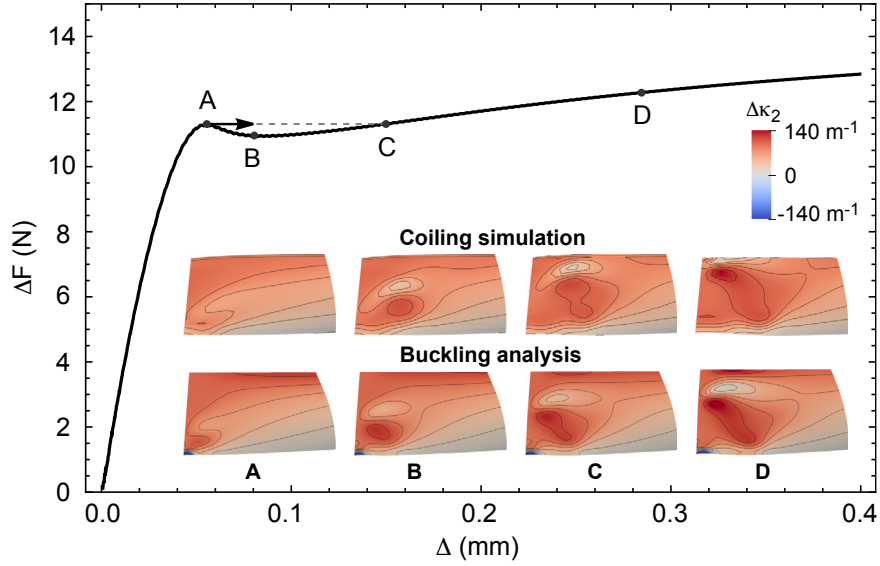 14
12
10
8
6
4
2
0
ΔF (N)
A
B
C
D
Δκ₂
140 m⁻¹
0
-140 m⁻¹
Coiling simulation
Buckling analysis
A B C D
0.0 0.1 0.2 0.3 0.4
Δ (mm)